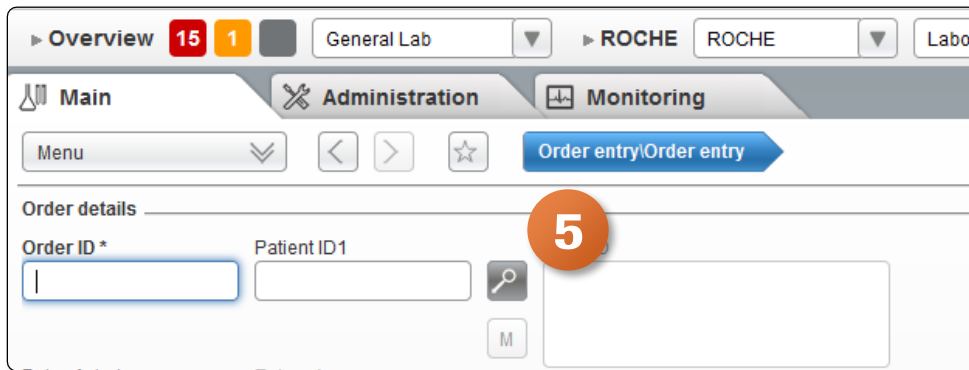 Overview 15 1 General Lab ROCHE ROCHE Labo
Main Administration Monitoring
Menu Order entry\Order entry
Order details
5
Order ID * Patient ID1
M